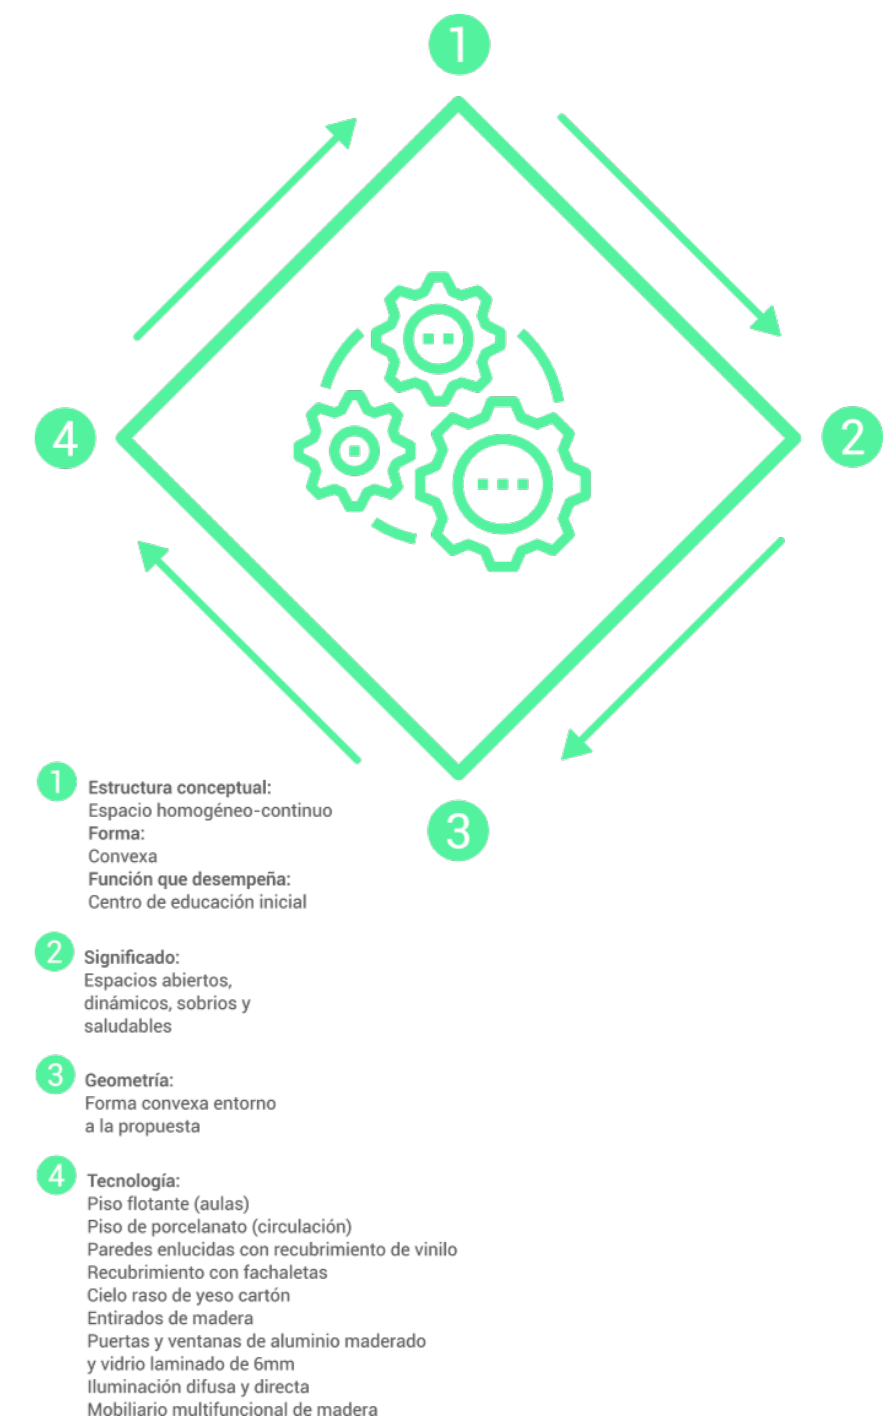 1
4
2
3
1 Estructura conceptual:
Espacio homogéneo-continuo
Forma:
Convexa
Función que desempeña:
Centro de educación inicial
2 Significado:
Espacios abiertos,
dinámicos, sobrios y
saludables
3 Geometría:
Forma convexa entorno
a la propuesta
4 Tecnología:
Piso flotante (aulas)
Piso de porcelanato (circulación)
Paredes enlucidas con recubrimiento de vinilo
Recubrimiento con fachaletas
Cielo raso de yeso cartón
Entirados de madera
Puertas y ventanas de aluminio maderado
y vidrio laminado de 6mm
Iluminación difusa y directa
Mobiliario multifuncional de madera